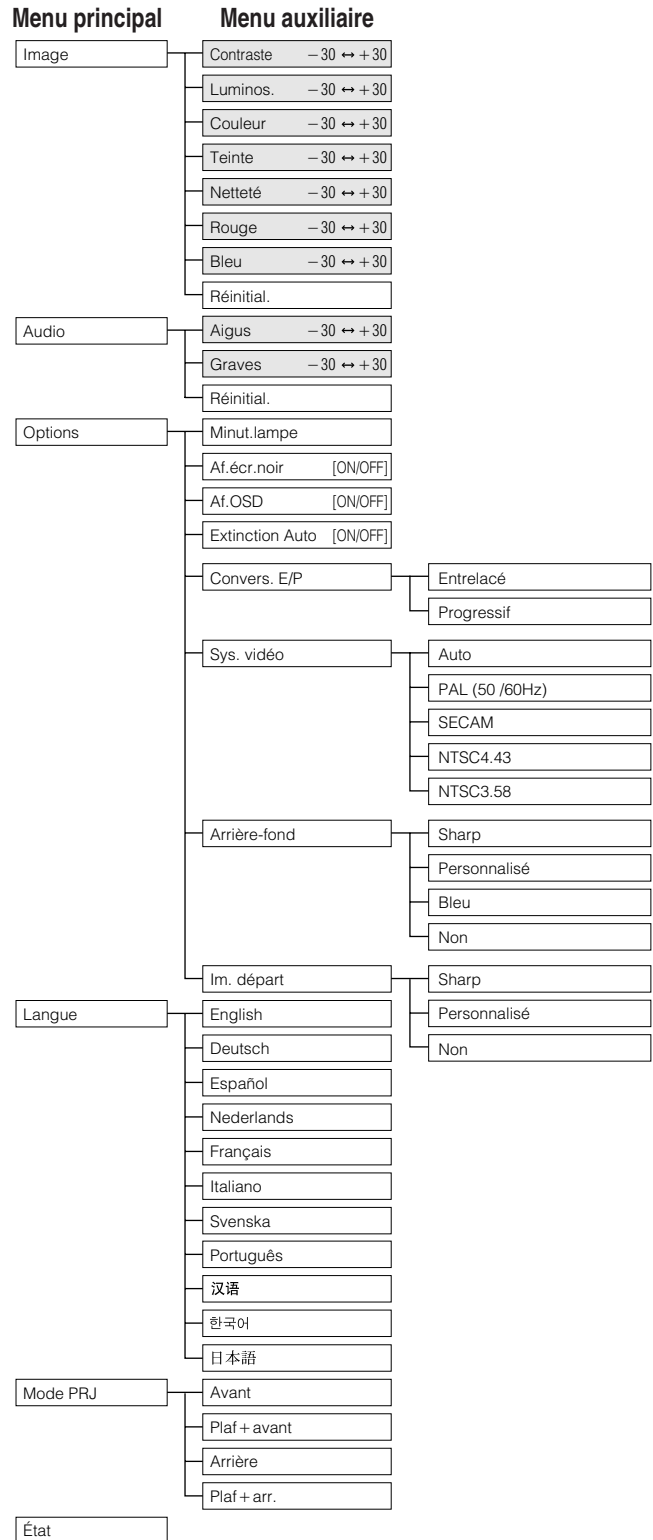 Menu principal Menu auxiliaire
Image Contraste −30 ↔ +30
Luminos. −30 ↔ +30
Couleur −30 ↔ +30
Teinte −30 ↔ +30
Netteté −30 ↔ +30
Rouge −30 ↔ +30
Bleu −30 ↔ +30
Réinitial.
Audio Aigus −30 ↔ +30
Graves −30 ↔ +30
Réinitial.
Options Minut.lampe
Af.écr.noir [ON/OFF]
Af.OSD [ON/OFF]
Extinction Auto [ON/OFF]
Convers. E/P Entrelacé
Progressif
Sys. vidéo Auto
PAL (50 /60Hz)
SECAM
NTSC4.43
NTSC3.58
Arrière-fond Sharp
Personnalisé
Bleu
Non
Im. départ Sharp
Langue English Personnalisé
Deutsch Non
Español
Nederlands
Français
Italiano
Svenska
Português
汉语
한국어
日本語
Mode PRJ Avant
Plaf+avant
Arrière
Plaf+arr.
État